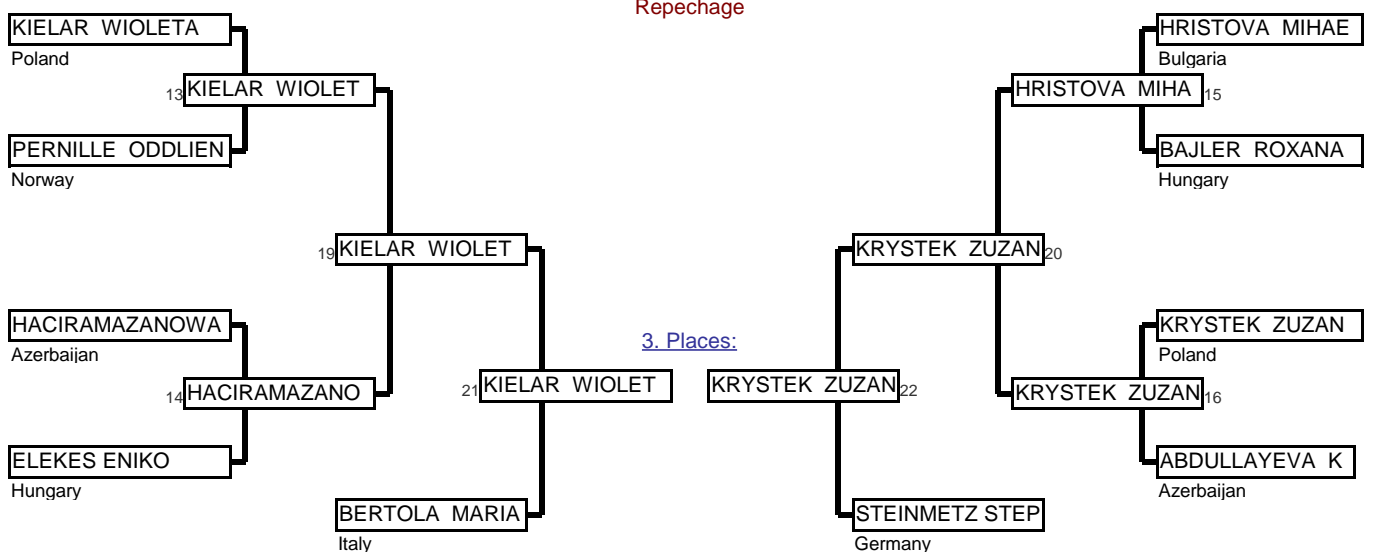 Repechage
KIELAR WIOLETA
Poland
HRISTOVA MIHAE
Bulgaria
13 KIELAR WIOLET
HRISTOVA MIHA 15
PERNILLE ODDLIEN
Norway
BAJLER ROXANA
Hungary
19 KIELAR WIOLET
KRYSTEK ZUZAN 20
HACIRAMAZANOWA
Azerbaijan
KRYSTEK ZUZAN
Poland
3. Places:
14 HACIRAMAZANO
21 KIELAR WIOLET
KRYSTEK ZUZAN 22
KRYSTEK ZUZAN 16
ELEKES ENIKO
Hungary
ABDULLAYEVA K
Azerbaijan
BERTOLA MARIA
Italy
STEINMETZ STEP
Germany